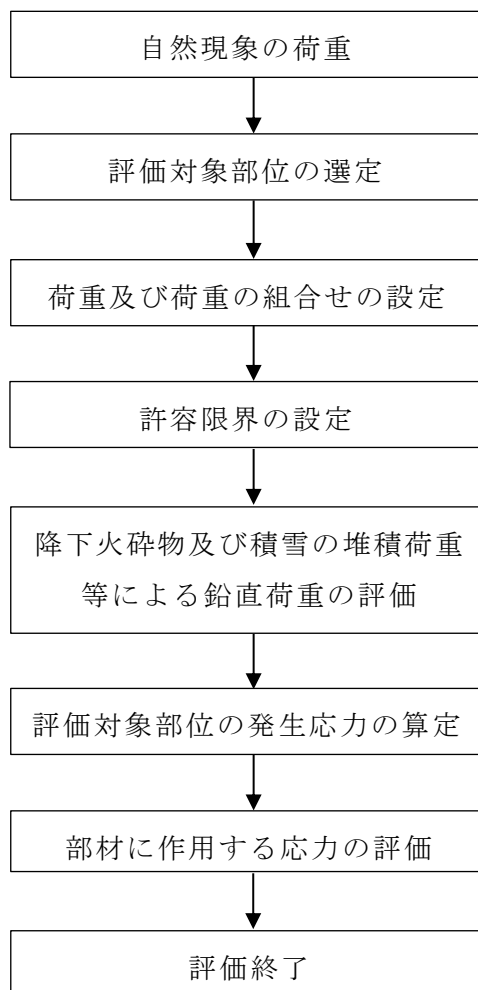 自然現象の荷重
評価対象部位の選定
荷重及び荷重の組合せの設定
許容限界の設定
降下火砕物及び積雪の堆積荷重
等による鉛直荷重の評価
評価対象部位の発生応力の算定
部材に作用する応力の評価
評価終了